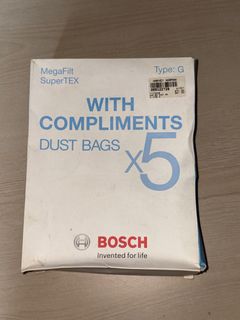 MegaFilt
SuperTEX
Type: G
WITH
COMPLIMENTS
DUST BAGS
x5
BOSCH
Invented for life